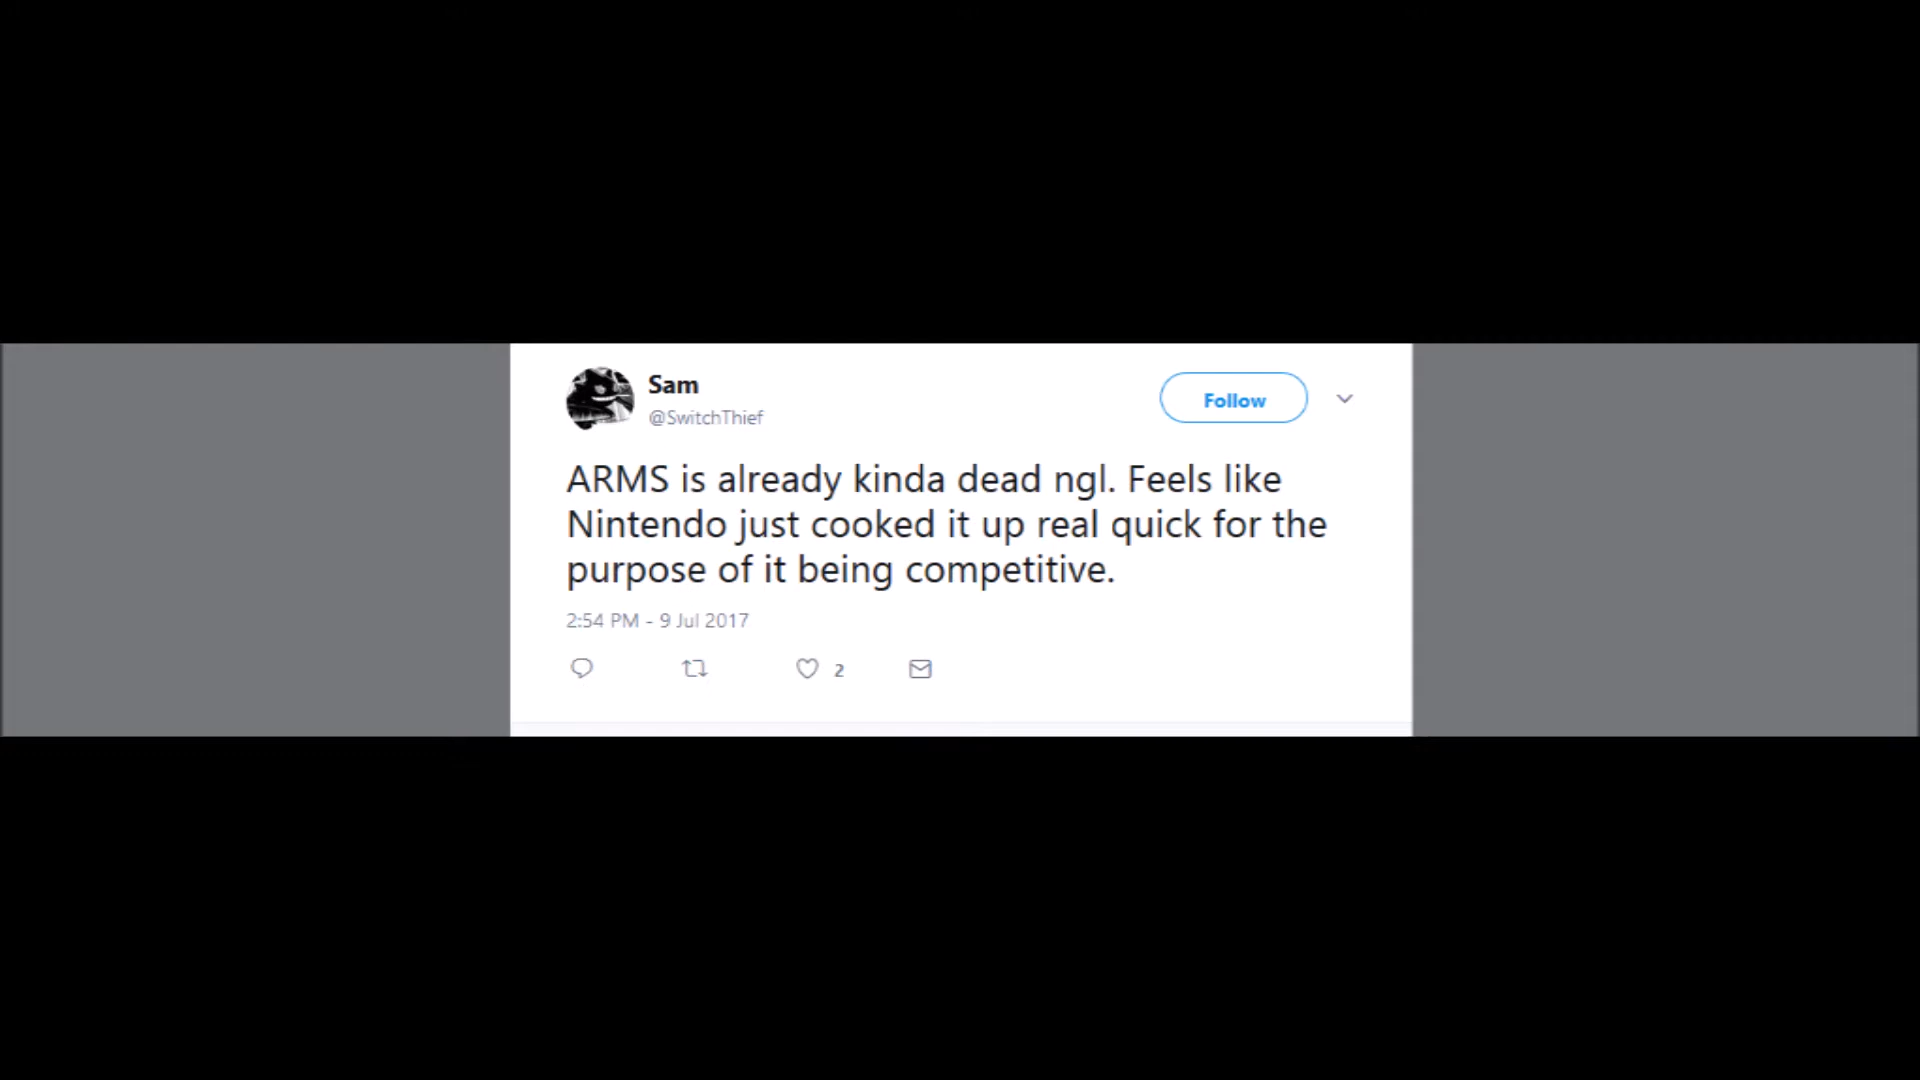 Sam
@SwitchThief
Follow
ARMS is already kinda dead ngl. Feels like
Nintendo just cooked it up real quick for the
purpose of it being competitive.
2:54 PM - 9 Jul 2017
2